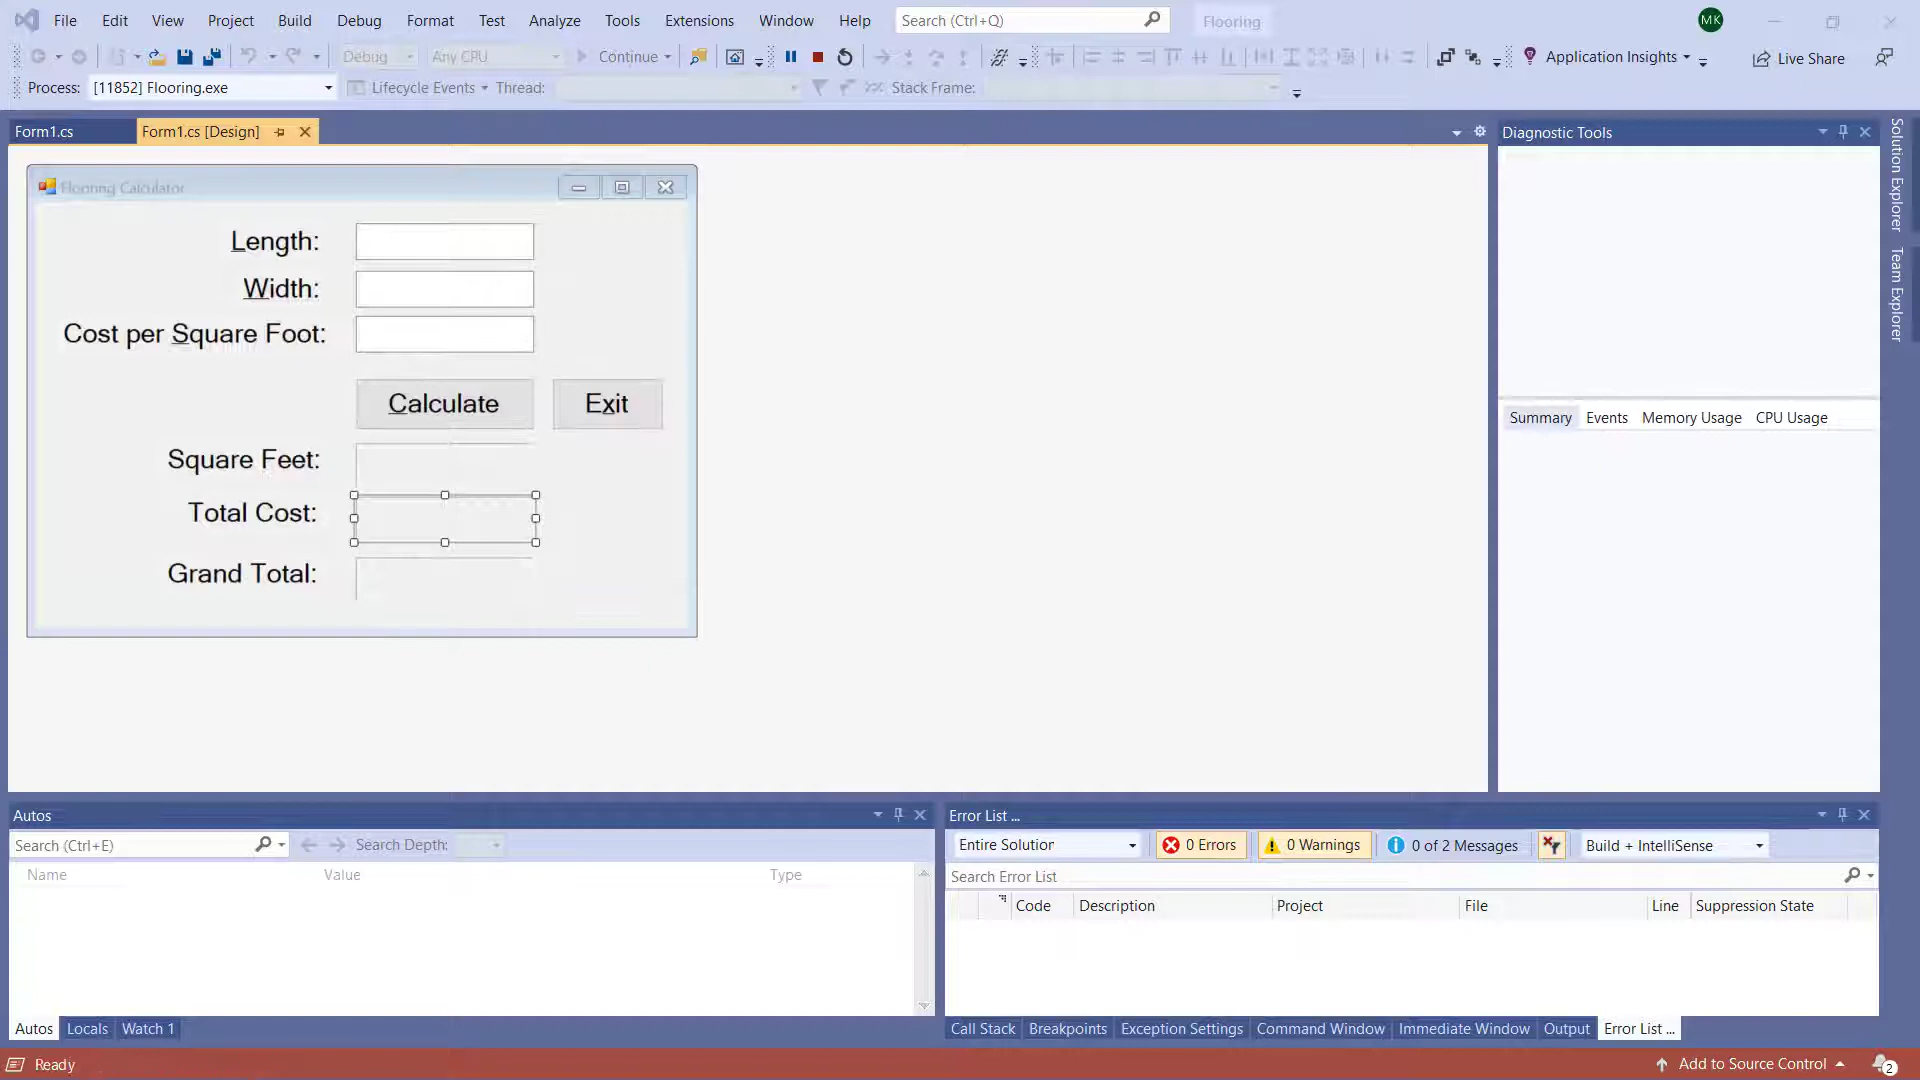 File Edit View Project Build Debug Format Test Analyze Tools Extensions Window Help Search (Ctrl+Q) Flooring MK
Debug Any CPU Continue Application Insights Live Share
Process: [11852] Flooring.exe Lifecycle Events Thread: Stack Frame:
Form1.cs Form1.cs [Design] Diagnostic Tools
Solution Explorer
Team Explorer
Flooring Calculator
Length:
Width:
Cost per Square Foot:
Calculate Exit
Square Feet:
Total Cost:
Grand Total:
Summary Events Memory Usage CPU Usage
Autos
Search (Ctrl+E) Search Depth:
Name Value Type
Autos Locals Watch 1
Error List ...
Entire Solution 0 Errors 0 Warnings 0 of 2 Messages Build + IntelliSense
Search Error List
Code Description Project File Line Suppression State
Call Stack Breakpoints Exception Settings Command Window Immediate Window Output Error List ...
Ready Add to Source Control 2